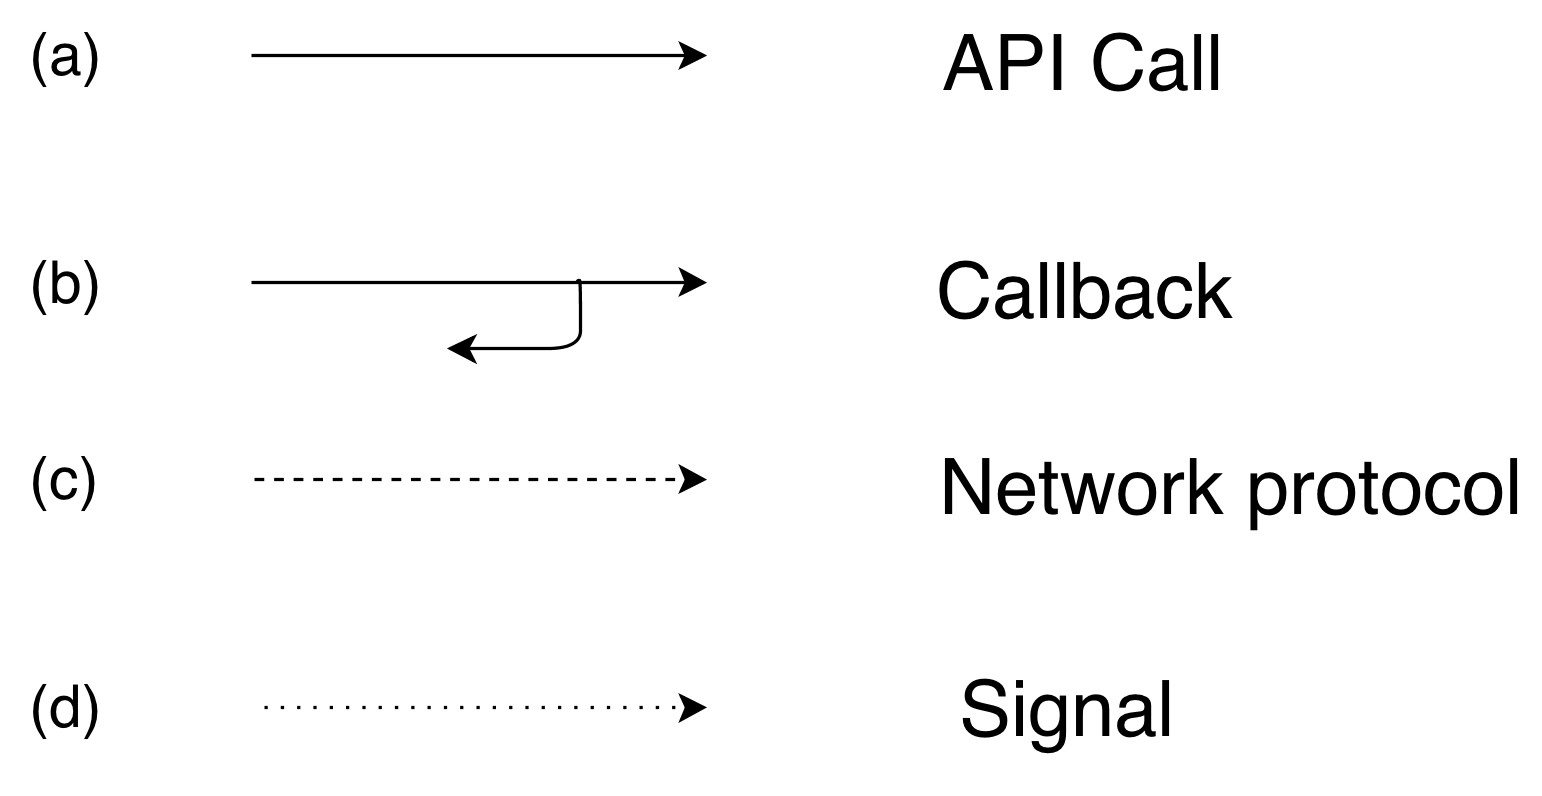 (a) API Call
(b) Callback
(c) Network protocol
(d) Signal